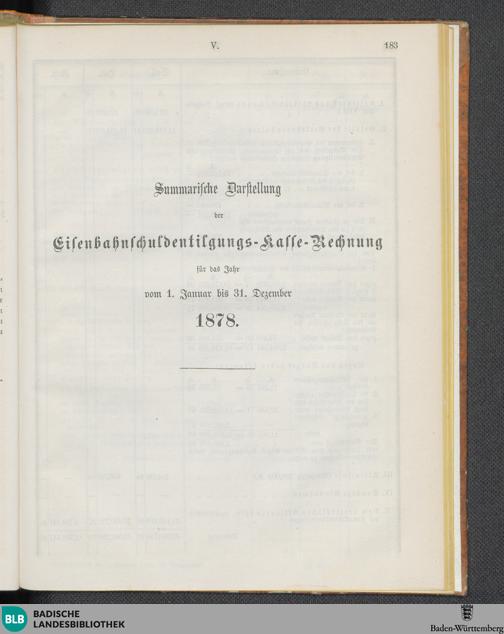 V.
183
Summarische Darstellung
der
Eisenbahnschuldentilgungs-Kasse-Rechnung
für das Jahr
vom 1. Januar bis 31. Dezember
1878.
BLB
BADISCHE
LANDESBIBLIOTHEK
Baden-Württemberg